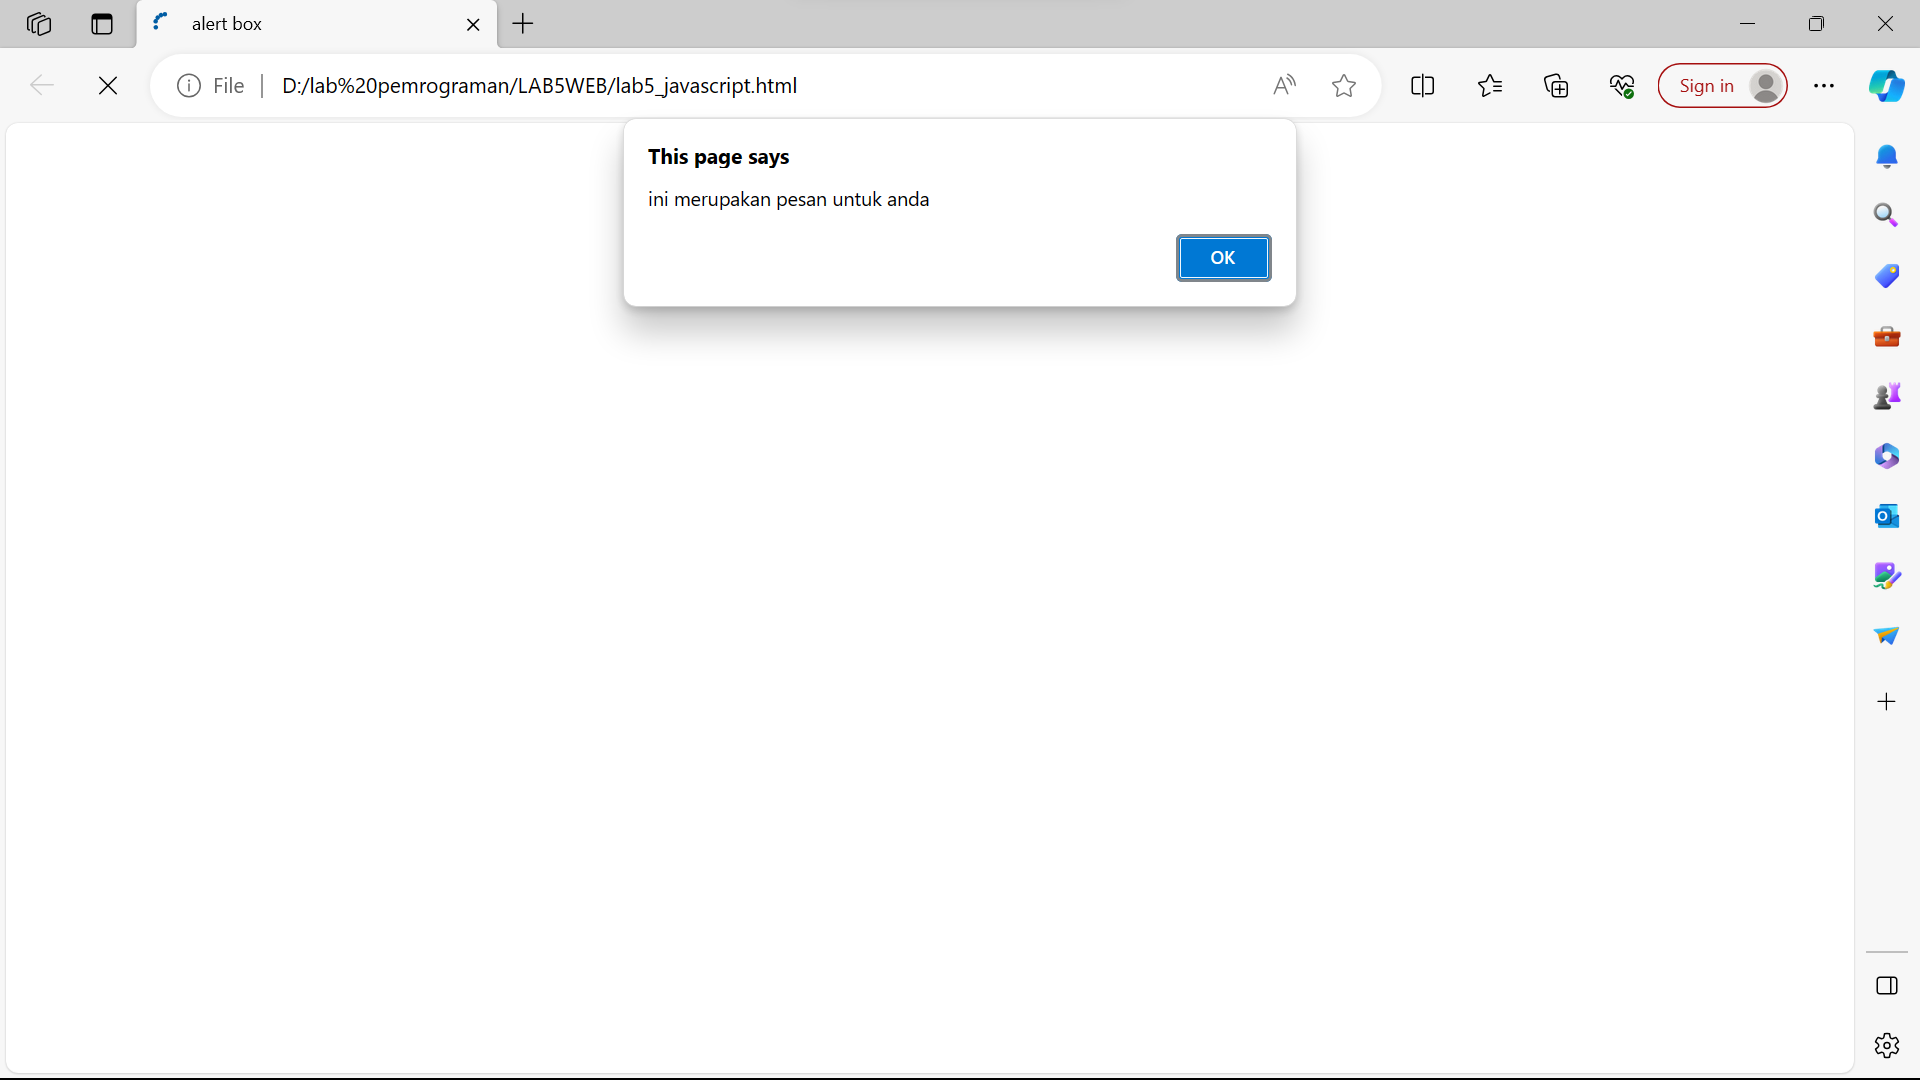 alert box
File
D:/lab%20pemrograman/LAB5WEB/lab5_javascript.html
Sign in
This page says
ini merupakan pesan untuk anda
OK